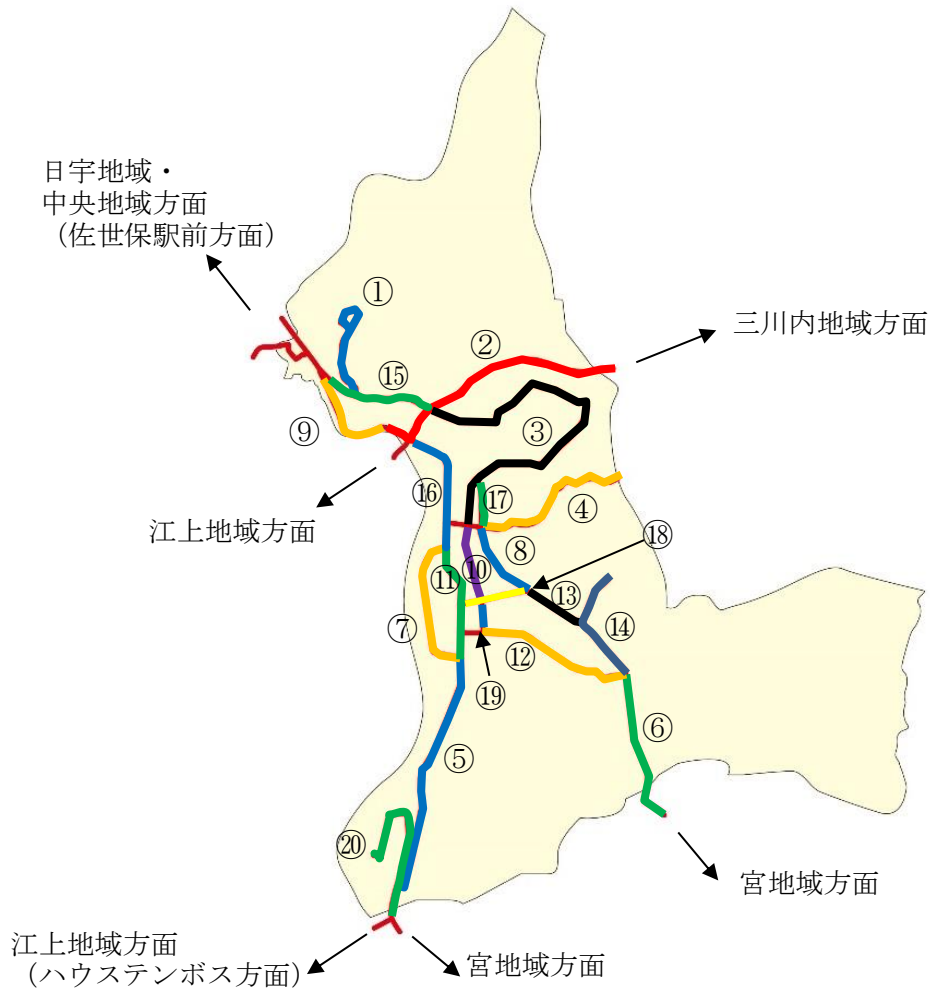 日宇地域・
中央地域方面
（佐世保駅前方面）
①
三川内地域方面
②
⑮
③
⑨
⑯
⑰
④
江上地域方面
⑧
⑱
⑪
⑩
⑬
⑦
⑭
⑫
⑲
⑥
⑤
⑳
宮地域方面
江上地域方面
（ハウステンボス方面）
宮地域方面